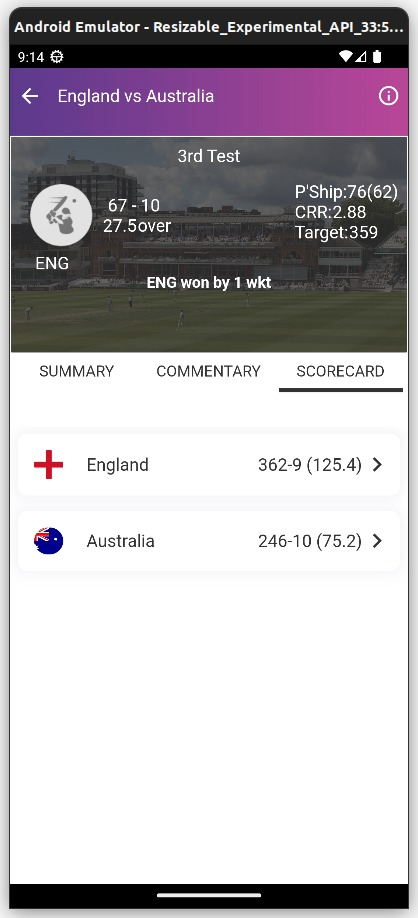 Android Emulator - Resizable_Experimental_API_33:5...
9:14
England vs Australia
3rd Test
67 - 10
27.5over
ENG
P'Ship:76(62)
CRR:2.88
Target:359
ENG won by 1 wkt
SUMMARY COMMENTARY SCORECARD
England 362-9 (125.4)
Australia 246-10 (75.2)